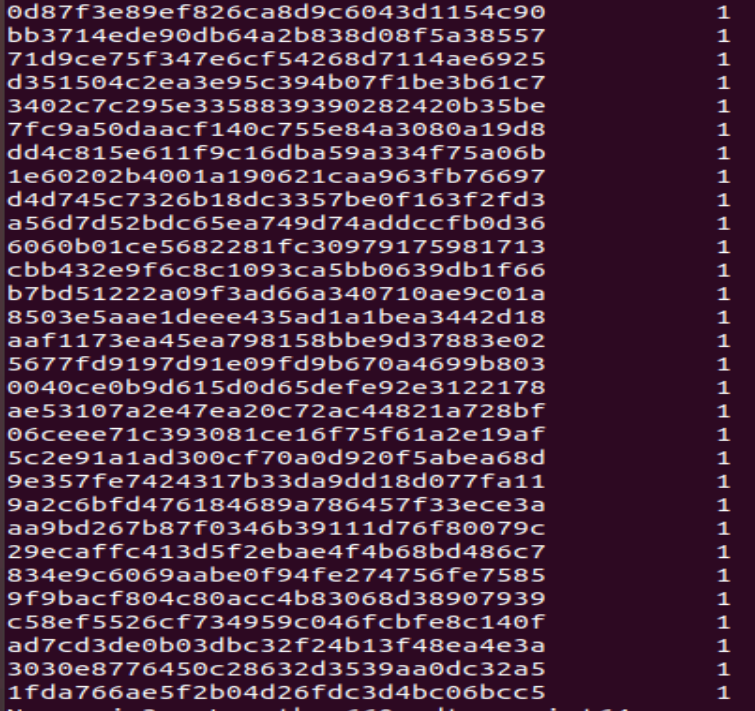 0d87f3e89ef826ca8d9c6043d1154c90 1
bb3714ede90db64a2b838d08f5a38557 1
71d9ce75f347e6cf54268d7114ae6925 1
d351504c2ea3e95c394b07f1be3b61c7 1
3402c7c295e3358839390282420b35be 1
7fc9a50daacf140c755e84a3080a19d8 1
dd4c815e611f9c16dba59a334f75a06b 1
1e60202b4001a190621caa963fb76697 1
d4d745c7326b18dc3357be0f163f2fd3 1
a56d7d52bdc65ea749d74addccfb0d36 1
6060b01ce5682281fc30979175981713 1
cbb432e9f6c8c1093ca5bb0639db1f66 1
b7bd51222a09f3ad66a340710ae9c01a 1
8503e5aae1deee435ad1a1bea3442d18 1
aaf1173ea45ea798158bbe9d37883e02 1
5677fd9197d91e09fd9b670a4699b803 1
0040ce0b9d615d0d65defe92e3122178 1
ae53107a2e47ea20c72ac44821a728bf 1
06ceee71c393081ce16f75f61a2e19af 1
5c2e91a1ad300cf70a0d920f5abea68d 1
9e357fe7424317b33da9dd18d077fa11 1
9a2c6bfd476184689a786457f33ece3a 1
aa9bd267b87f0346b39111d76f80079c 1
29ecaffc413d5f2ebae4f4b68bd486c7 1
834e9c6069aabe0f94fe274756fe7585 1
9f9bacf804c80acc4b83068d38907939 1
c58ef5526cf734959c046fcbfe8c140f 1
ad7cd3de0b03dbc32f24b13f48ea4e3a 1
3030e8776450c28632d3539aa0dc32a5 1
1fda766ae5f2b04d26fdc3d4bc06bcc5 1